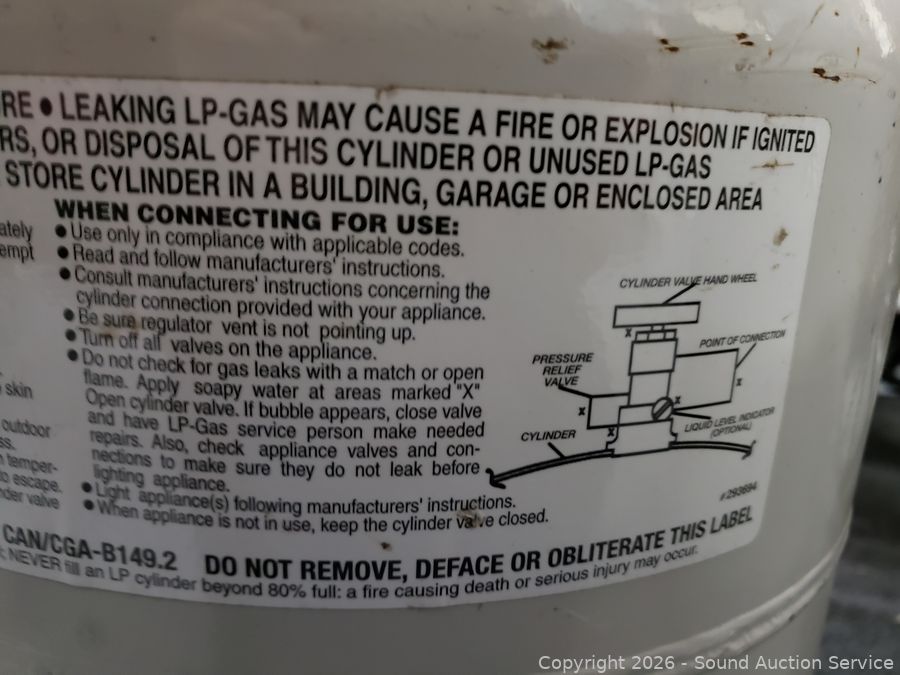 RE • LEAKING LP-GAS MAY CAUSE A FIRE OR EXPLOSION IF IGNITED
RS, OR DISPOSAL OF THIS CYLINDER OR UNUSED LP-GAS
STORE CYLINDER IN A BUILDING, GARAGE OR ENCLOSED AREA
ately
empt
skin
outdoor
ss.
temper-
to escape.
nder valve
WHEN CONNECTING FOR USE:
• Use only in compliance with applicable codes.
• Read and follow manufacturers' instructions.
• Consult manufacturers' instructions concerning the
cylinder connection provided with your appliance.
• Be sure regulator vent is not pointing up.
• Turn off all valves on the appliance.
• Do not check for gas leaks with a match or open
flame. Apply soapy water at areas marked "X"
Open cylinder valve. If bubble appears, close valve
and have LP-Gas service person make needed
repairs. Also, check appliance valves and con-
nections to make sure they do not leak before
lighting appliance.
• Light appliance(s) following manufacturers' instructions.
• When appliance is not in use, keep the cylinder valve closed.
CYLINDER VALVE HAND WHEEL
X
POINT OF CONNECTION
PRESSURE
RELIEF
VALVE
X
X
X
X
LIQUID LEVEL INDICATOR
(OPTIONAL)
CYLINDER
#293694
CAN/CGA-B149.2 DO NOT REMOVE, DEFACE OR OBLITERATE THIS LABEL
NEVER fill an LP cylinder beyond 80% full: a fire causing death or serious injury may occur.
Copyright 2026 - Sound Auction Service